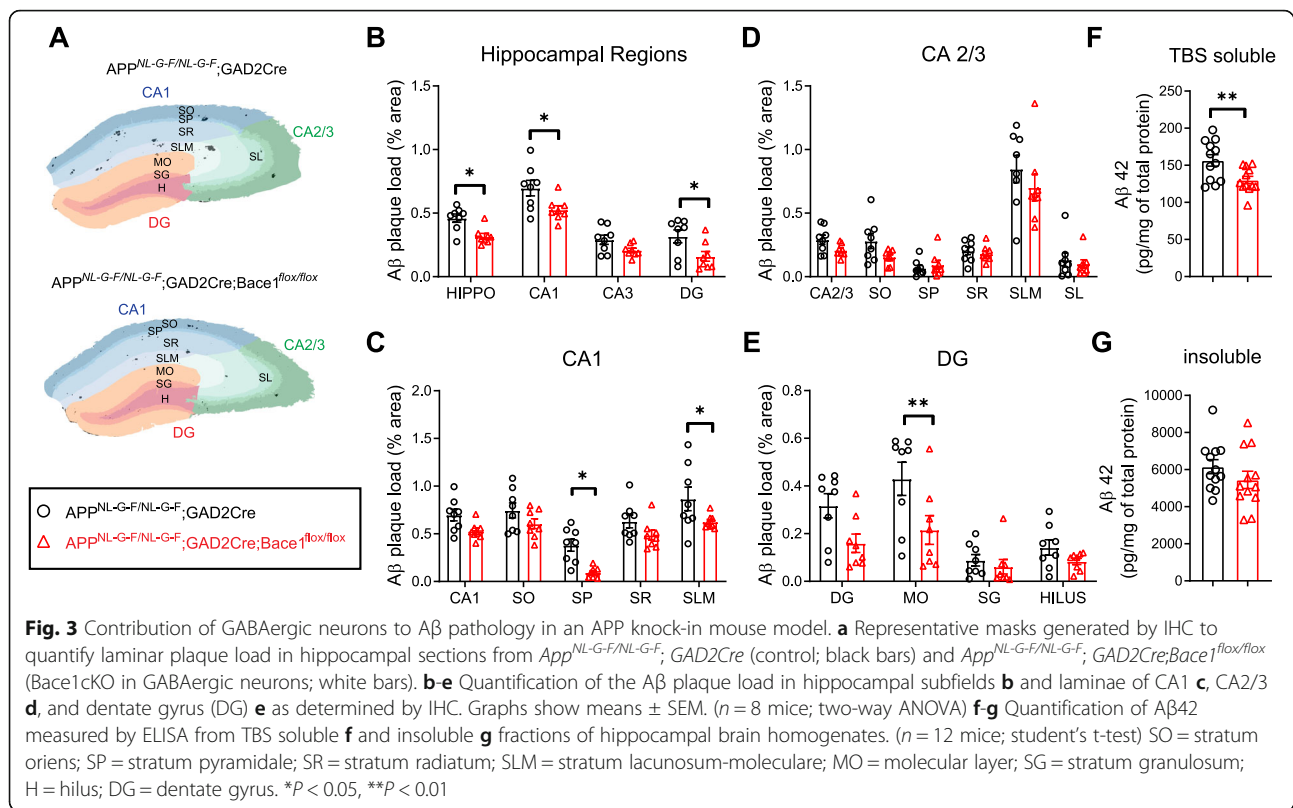 A
APP^NL-G-F/NL-G-F;GAD2Cre
CA1
SO
SP
SR
SLM
CA2/3
SL
MO
SG
H
DG
APP^NL-G-F/NL-G-F;GAD2Cre;Bace1^flox/flox
CA1
SO
SP
SR
SLM
CA2/3
SL
MO
SG
H
DG
APP^NL-G-F/NL-G-F;GAD2Cre
APP^NL-G-F/NL-G-F;GAD2Cre;Bace1^flox/flox
B
Hippocampal Regions
Aβ plaque load (% area)
1.5
1.0
0.5
0.0
* * *
HIPPO CA1 CA3 DG
C
CA1
Aβ plaque load (% area)
2.0
1.5
1.0
0.5
0.0
* *
CA1 SO SP SR SLM
D
CA 2/3
Aβ plaque load (% area)
1.5
1.0
0.5
0.0
CA2/3 SO SP SR SLM SL
E
DG
Aβ plaque load (% area)
0.8
0.6
0.4
0.2
0.0
**
DG MO SG HILUS
F
TBS soluble
Aβ 42
(pg/mg of total protein)
250
200
150
100
50
0
**
G
insoluble
Aβ 42
(pg/mg of total protein)
10000
8000
6000
4000
2000
0
Fig. 3 Contribution of GABAergic neurons to Aβ pathology in an APP knock-in mouse model. a Representative masks generated by IHC to
quantify laminar plaque load in hippocampal sections from App^NL-G-F/NL-G-F; GAD2Cre (control; black bars) and App^NL-G-F/NL-G-F; GAD2Cre;Bace1^flox/flox
(Bace1cKO in GABAergic neurons; white bars). b-e Quantification of the Aβ plaque load in hippocampal subfields b and laminae of CA1 c, CA2/3
d, and dentate gyrus (DG) e as determined by IHC. Graphs show means ± SEM. (n = 8 mice; two-way ANOVA) f-g Quantification of Aβ42
measured by ELISA from TBS soluble f and insoluble g fractions of hippocampal brain homogenates. (n = 12 mice; student's t-test) SO = stratum
oriens; SP = stratum pyramidale; SR = stratum radiatum; SLM = stratum lacunosum-moleculare; MO = molecular layer; SG = stratum granulosum;
H = hilus; DG = dentate gyrus. *P < 0.05, **P < 0.01